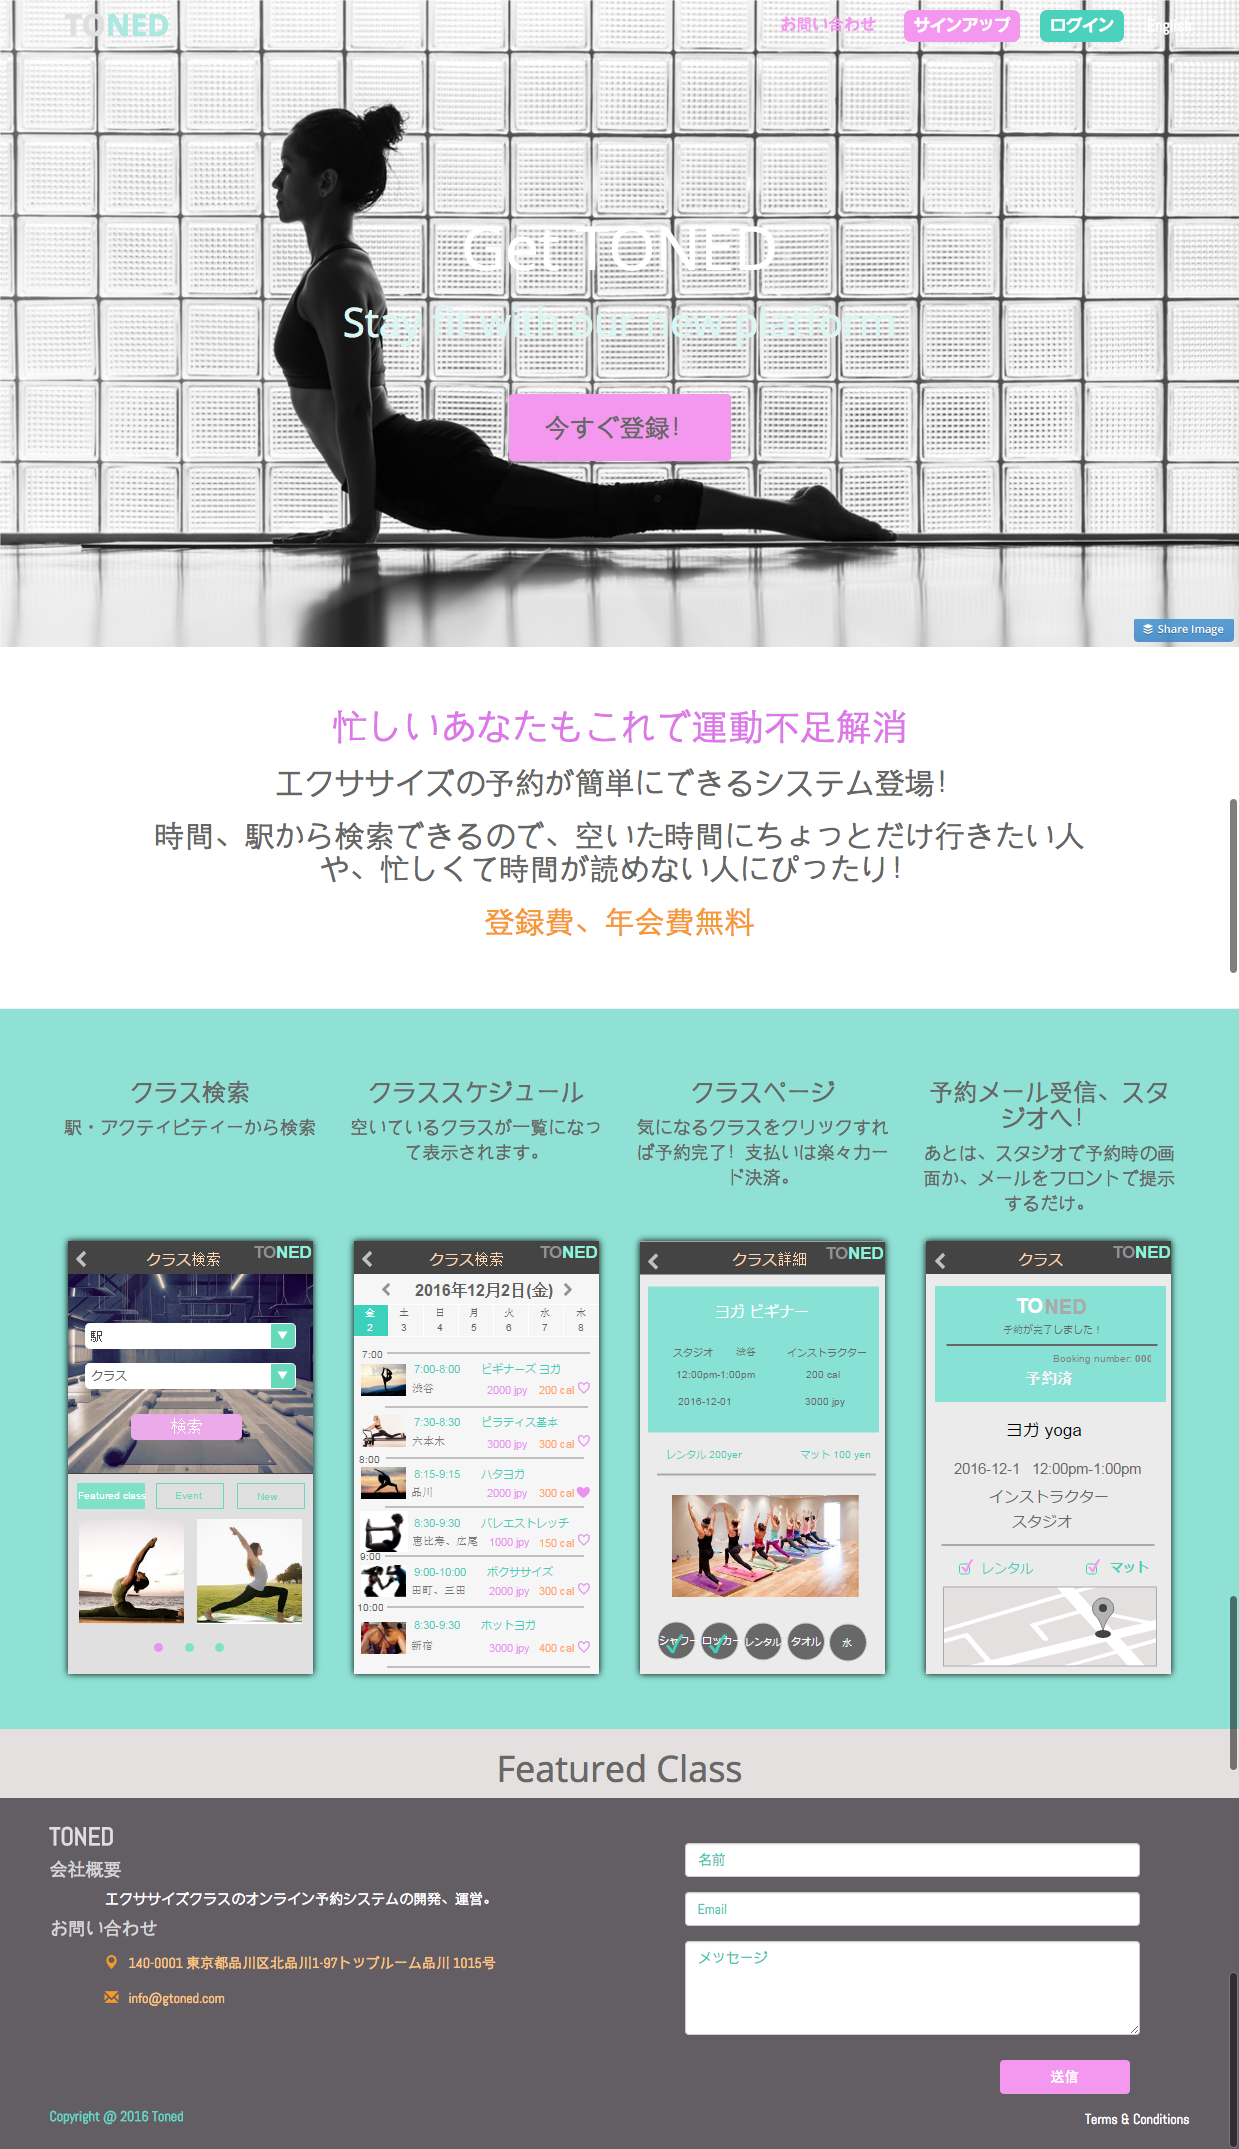 TONED
お問い合わせ
サインアップ
ログイン
English
Get TONED
Stay fit with our new platform
今すぐ登録！
Share Image
忙しいあなたもこれで運動不足解消
エクササイズの予約が簡単にできるシステム登場！
時間、駅から検索できるので、空いた時間にちょっとだけ行きたい人
や、忙しくて時間が読めない人にぴったり！
登録費、年会費無料
クラス検索
駅・アクティビティーから検索
クラススケジュール
空いているクラスが一覧になっ
て表示されます。
クラスページ
気になるクラスをクリックすれ
ば予約完了！支払いは楽々カー
ド決済。
予約メール受信、スタ
ジオへ！
あとは、スタジオで予約時の画
面か、メールをフロントで提示
するだけ。
クラス検索
TONED
駅
クラス
検索
Featured class
Event
New
クラス検索
TONED
2016年12月2日(金)
金 土 日 月 火 水 木
2 3 4 5 6 7 8
7:00
7:00-8:00 ビギナーズ ヨガ
渋谷 2000 jpy 200 cal
7:30-8:30 ピラティス基本
六本木 3000 jpy 300 cal
8:00
8:15-9:15 ハタヨガ
品川 2000 jpy 300 cal
8:30-9:30 バレエストレッチ
恵比寿、広尾 1000 jpy 150 cal
9:00
9:00-10:00 ボクササイズ
田町、三田 2000 jpy 300 cal
10:00
8:30-9:30 ホットヨガ
新宿 3000 jpy 400 cal
クラス詳細
TONED
ヨガ ビギナー
スタジオ 渋谷 インストラクター
12:00pm-1:00pm 200 cal
2016-12-01 3000 jpy
レンタル 200yer マット 100 yen
シャワー ロッカー レンタル タオル 水
クラス
TONED
TONED
予約が完了しました！
Booking number: 000
予約済
ヨガ yoga
2016-12-1 12:00pm-1:00pm
インストラクター
スタジオ
レンタル マット
Featured Class
TONED
会社概要
エクササイズクラスのオンライン予約システムの開発、運営。
お問い合わせ
140-0001 東京都品川区北品川1-97トップルーム品川 1015号
info@gtoned.com
名前
Email
メッセージ
送信
Copyright @ 2016 Toned
Terms & Conditions